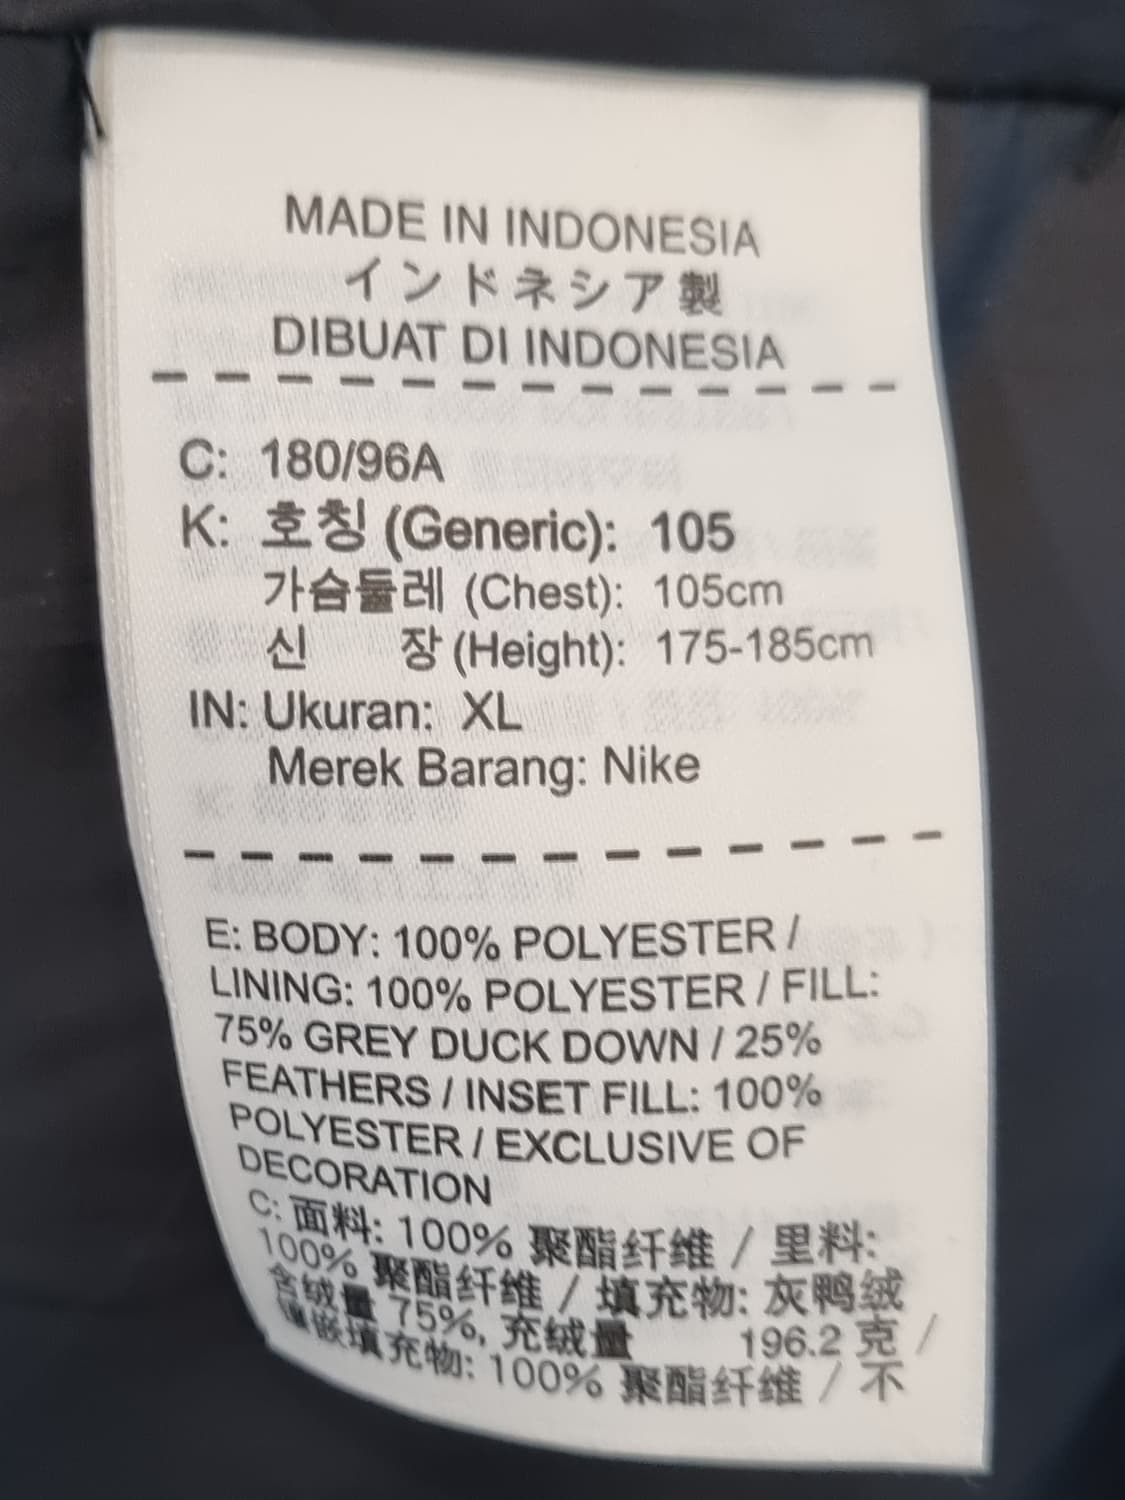 MADE IN INDONESIA
インドネシア製
DIBUAT DI INDONESIA
C: 180/96A
K: 호칭 (Generic): 105
가슴둘레 (Chest): 105cm
신 장 (Height): 175-185cm
IN: Ukuran: XL
Merek Barang: Nike
E: BODY: 100% POLYESTER /
LINING: 100% POLYESTER / FILL:
75% GREY DUCK DOWN / 25%
FEATHERS / INSET FILL: 100%
POLYESTER / EXCLUSIVE OF
DECORATION
C: 面料: 100% 聚酯纤维 / 里料:
100% 聚酯纤维 / 填充物: 灰鸭绒
含绒量 75%, 充绒量 196.2 克 /
镶嵌填充物: 100% 聚酯纤维 / 不